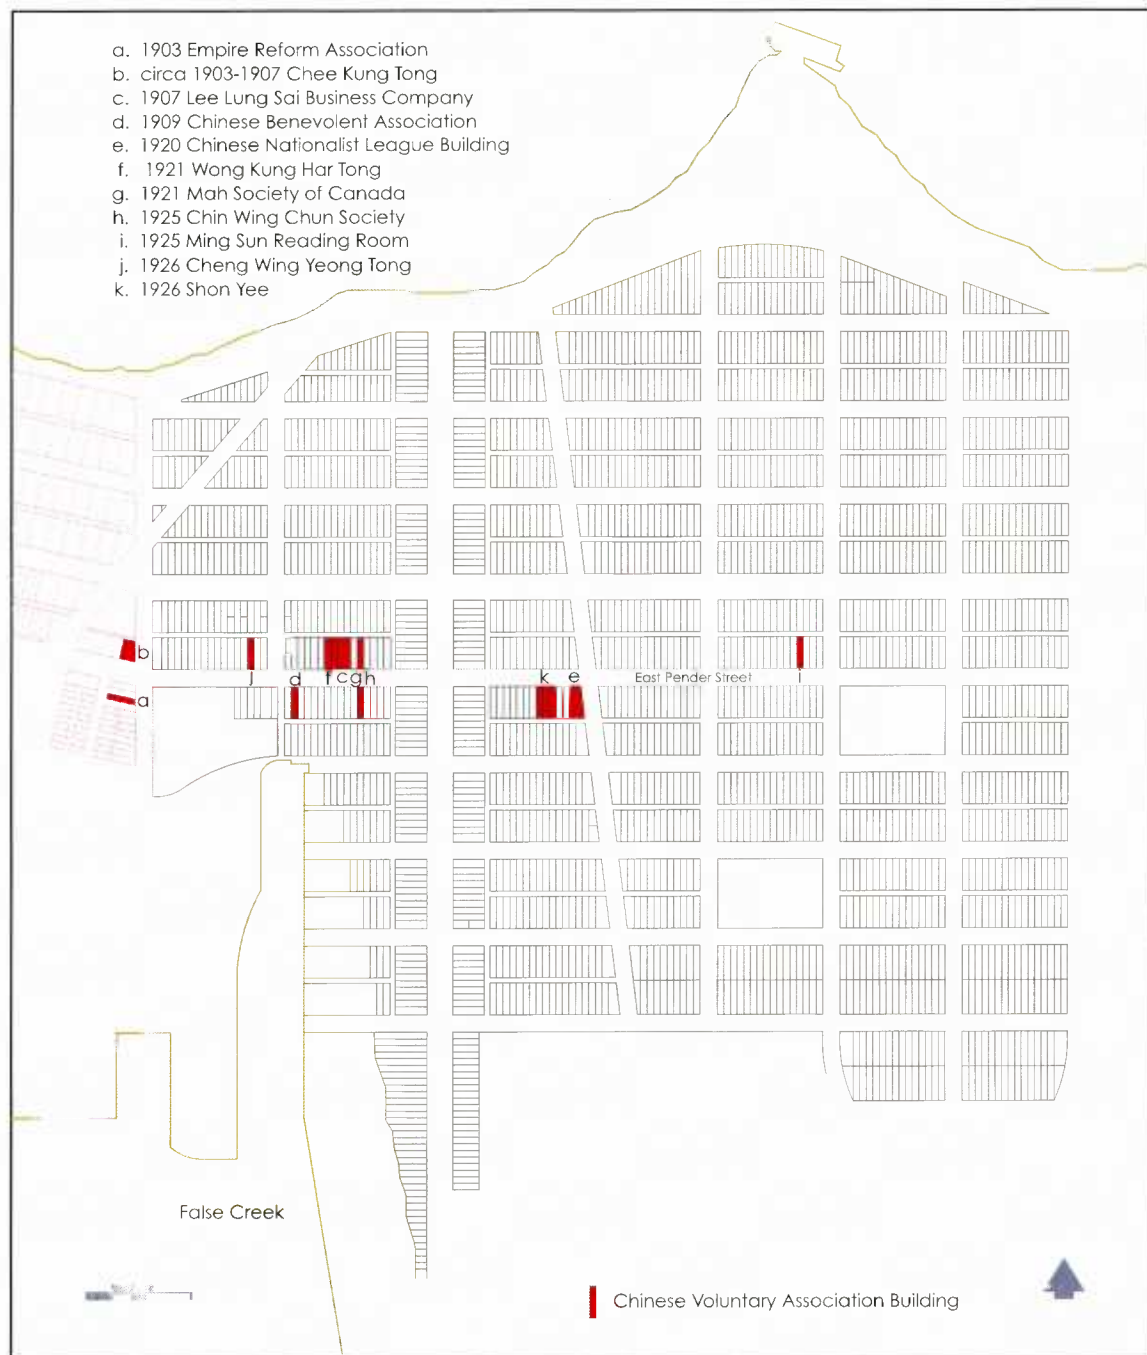 a. 1903 Empire Reform Association
b. circa 1903-1907 Chee Kung Tong
c. 1907 Lee Lung Sai Business Company
d. 1909 Chinese Benevolent Association
e. 1920 Chinese Nationalist League Building
f. 1921 Wong Kung Har Tong
g. 1921 Mah Society of Canada
h. 1925 Chin Wing Chun Society
i. 1925 Ming Sun Reading Room
j. 1926 Cheng Wing Yeong Tong
k. 1926 Shon Yee
b
j d f c g h k e East Pender Street i
a
False Creek
Chinese Voluntary Association Building